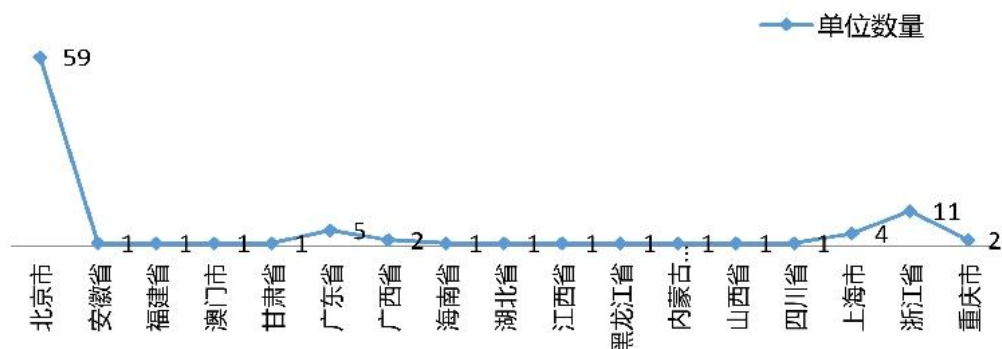 单位数量
59
1
1
1
1
5
2
1
1
1
1
1
1
1
4
11
2
北京市
安徽省
福建省
澳门市
甘肃省
广东省
广西省
海南省
湖北省
江西省
黑龙江省
内蒙古…
山西省
四川省
上海市
浙江省
重庆市